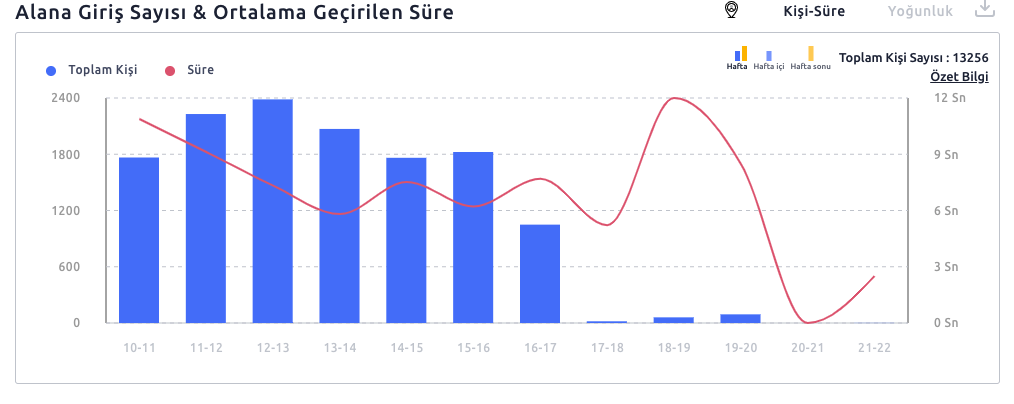 Alana Giriş Sayısı & Ortalama Geçirilen Süre
Kişi-Süre Yoğunluk
Toplam Kişi Süre
Hafta Hafta içi Hafta sonu
Toplam Kişi Sayısı : 13256
Özet Bilgi
2400 12 Sn
1800 9 Sn
1200 6 Sn
600 3 Sn
0 0 Sn
10-11 11-12 12-13 13-14 14-15 15-16 16-17 17-18 18-19 19-20 20-21 21-22